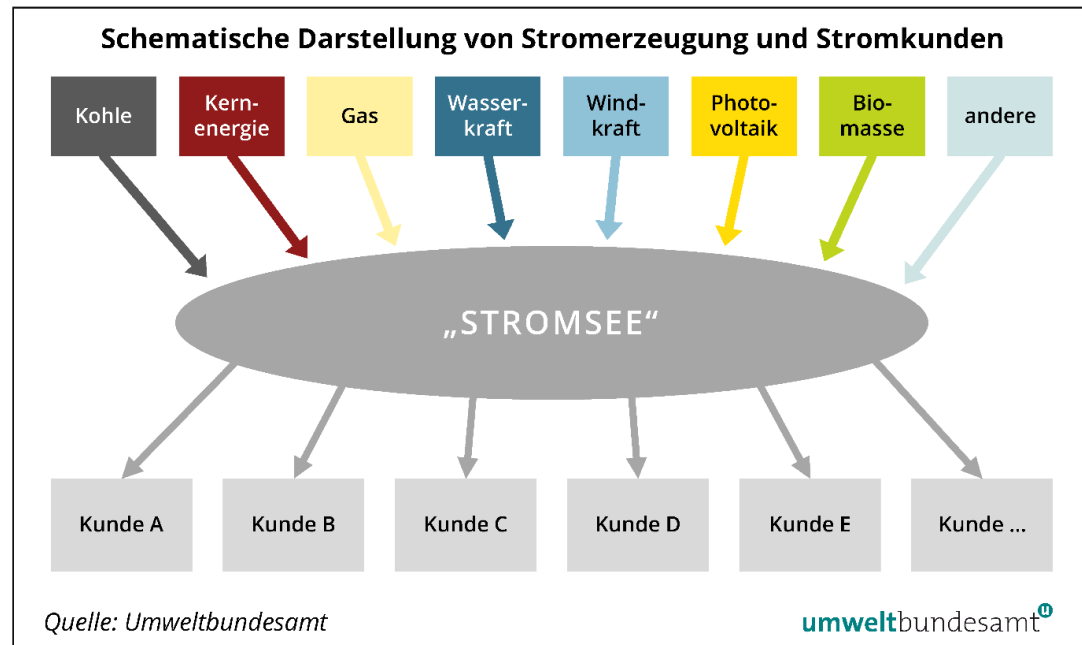 Schematische Darstellung von Stromerzeugung und Stromkunden
Kohle
Kern-
energie
Gas
Wasser-
kraft
Wind-
kraft
Photo-
voltaik
Bio-
masse
andere
„STROMSEE“
Kunde A
Kunde B
Kunde C
Kunde D
Kunde E
Kunde ...
Quelle: Umweltbundesamt
umweltbundesamt u